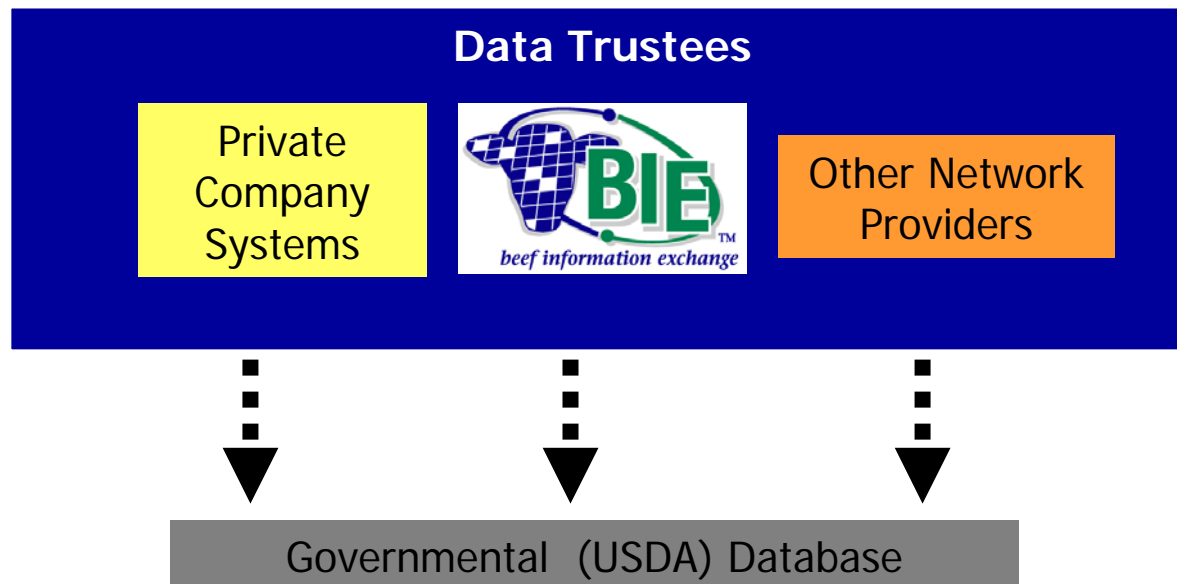 Data Trustees
Private
Company
Systems
BIE
TM
beef information exchange
Other Network
Providers
Governmental (USDA) Database